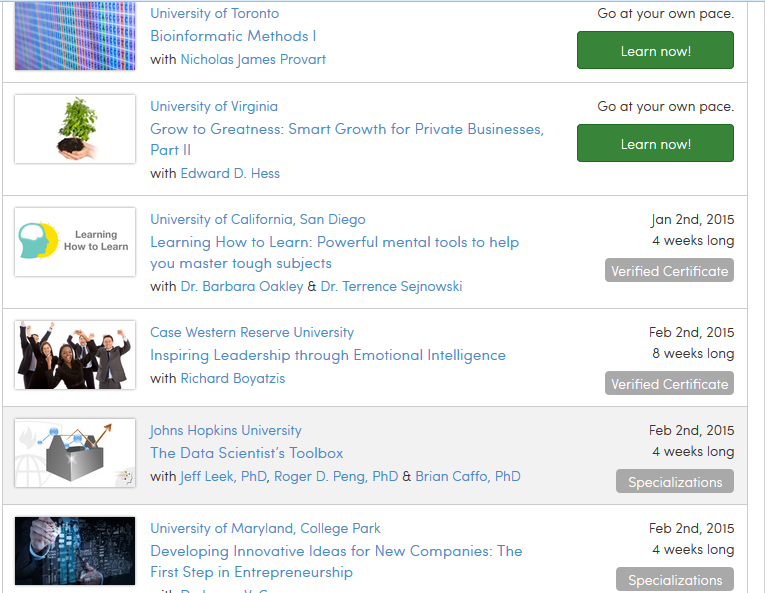 University of Toronto
Go at your own pace.
Bioinformatic Methods I
Learn now!
with Nicholas James Provart
University of Virginia
Go at your own pace.
Grow to Greatness: Smart Growth for Private Businesses,
Part II
Learn now!
with Edward D. Hess
University of California, San Diego
Jan 2nd, 2015
Learning
How to Learn
Learning How to Learn: Powerful mental tools to help
you master tough subjects
4 weeks long
with Dr. Barbara Oakley & Dr. Terrence Sejnowski
Verified Certificate
Case Western Reserve University
Feb 2nd, 2015
Inspiring Leadership through Emotional Intelligence
8 weeks long
with Richard Boyatzis
Verified Certificate
Johns Hopkins University
Feb 2nd, 2015
The Data Scientist's Toolbox
4 weeks long
with Jeff Leek, PhD, Roger D. Peng, PhD & Brian Caffo, PhD
Specializations
University of Maryland, College Park
Feb 2nd, 2015
Developing Innovative Ideas for New Companies: The
First Step in Entrepreneurship
4 weeks long
Specializations